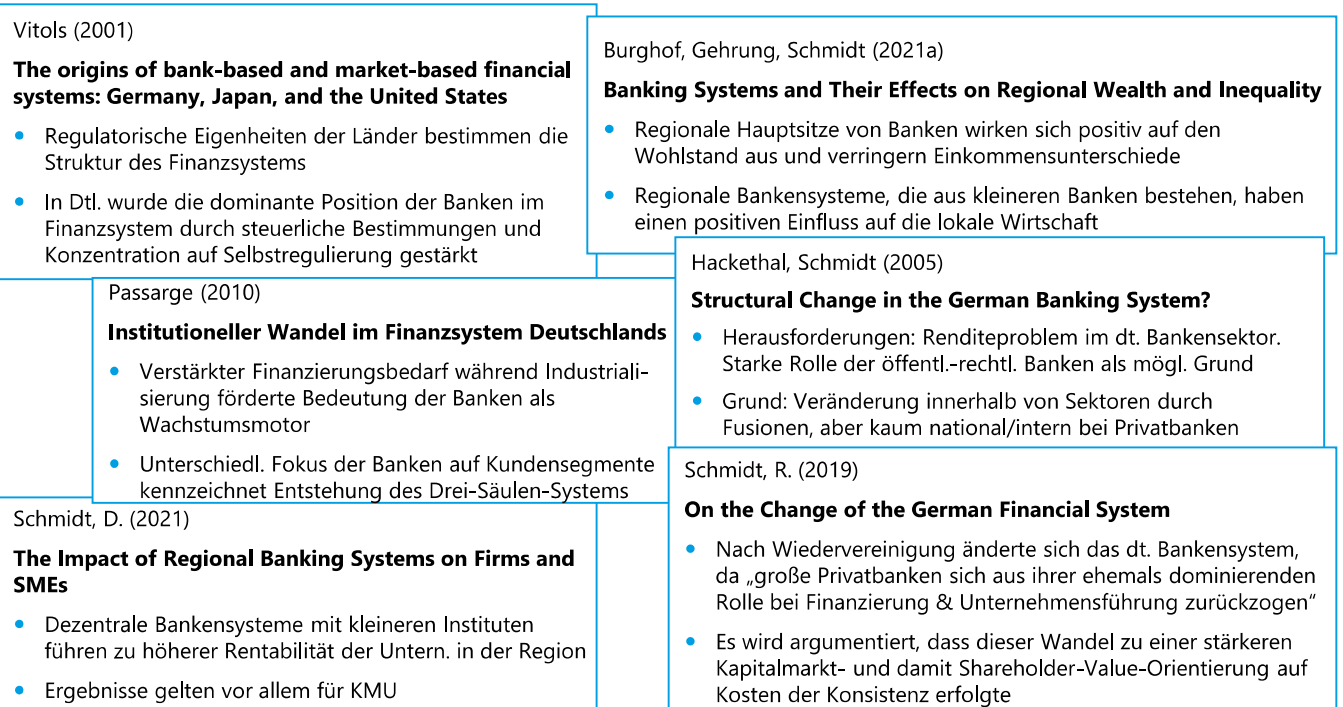 Vitols (2001)
The origins of bank-based and market-based financial
systems: Germany, Japan, and the United States
• Regulatorische Eigenheiten der Länder bestimmen die
Struktur des Finanzsystems
• In Dtl. wurde die dominante Position der Banken im
Finanzsystem durch steuerliche Bestimmungen und
Konzentration auf Selbstregulierung gestärkt
Burghof, Gehrung, Schmidt (2021a)
Banking Systems and Their Effects on Regional Wealth and Inequality
• Regionale Hauptsitze von Banken wirken sich positiv auf den
Wohlstand aus und verringern Einkommensunterschiede
• Regionale Bankensysteme, die aus kleineren Banken bestehen, haben
einen positiven Einfluss auf die lokale Wirtschaft
Passarge (2010)
Institutioneller Wandel im Finanzsystem Deutschlands
• Verstärkter Finanzierungsbedarf während Industriali-
sierung förderte Bedeutung der Banken als
Wachstumsmotor
• Unterschiedl. Fokus der Banken auf Kundensegmente
kennzeichnet Entstehung des Drei-Säulen-Systems
Hackethal, Schmidt (2005)
Structural Change in the German Banking System?
• Herausforderungen: Renditeproblem im dt. Bankensektor.
Starke Rolle der öffentl.-rechtl. Banken als mögl. Grund
• Grund: Veränderung innerhalb von Sektoren durch
Fusionen, aber kaum national/intern bei Privatbanken
Schmidt, D. (2021)
The Impact of Regional Banking Systems on Firms and
SMEs
• Dezentrale Bankensysteme mit kleineren Instituten
führen zu höherer Rentabilität der Untern. in der Region
• Ergebnisse gelten vor allem für KMU
Schmidt, R. (2019)
On the Change of the German Financial System
• Nach Wiedervereinigung änderte sich das dt. Bankensystem,
da „große Privatbanken sich aus ihrer ehemals dominierenden
Rolle bei Finanzierung & Unternehmensführung zurückzogen“
• Es wird argumentiert, dass dieser Wandel zu einer stärkeren
Kapitalmarkt- und damit Shareholder-Value-Orientierung auf
Kosten der Konsistenz erfolgte